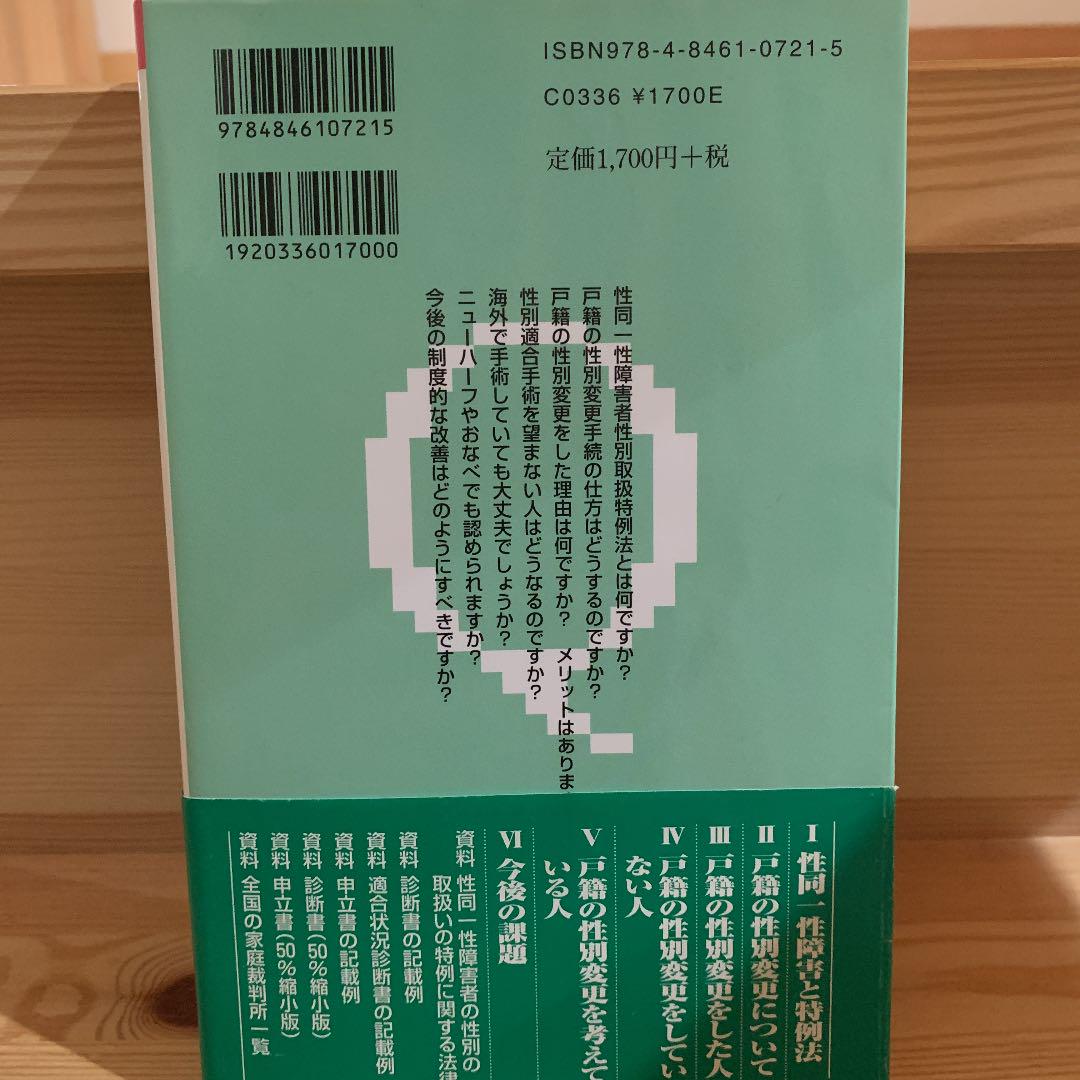 ISBN978-4-8461-0721-5
C0336 ¥1700E
定価1,700円+税
9784846107215
1920336017000
性同一性障害者性別取扱特例法とは何ですか?
戸籍の性別変更手続の仕方はどうするのですか?
戸籍の性別変更をした理由は何ですか? メリットはありま
性別適合手術を望まない人はどうなるのですか?
海外で手術していても大丈夫でしょうか?
ニューハーフやおなべでも認められますか?
今後の制度的な改善はどのようにすべきですか?
I 性同一性障害と特例法
II 戸籍の性別変更について
III 戸籍の性別変更をした人
IV 戸籍の性別変更をしてい
ない人
V 戸籍の性別変更を考えて
いる人
VI 今後の課題
資料 性同一性障害者の性別の
取扱いの特例に関する法律
資料 診断書の記載例
資料 適合状況診断書の記載例
資料 申立書の記載例
資料 診断書(50%縮小版)
資料 申立書(50%縮小版)
資料 全国の家庭裁判所一覧